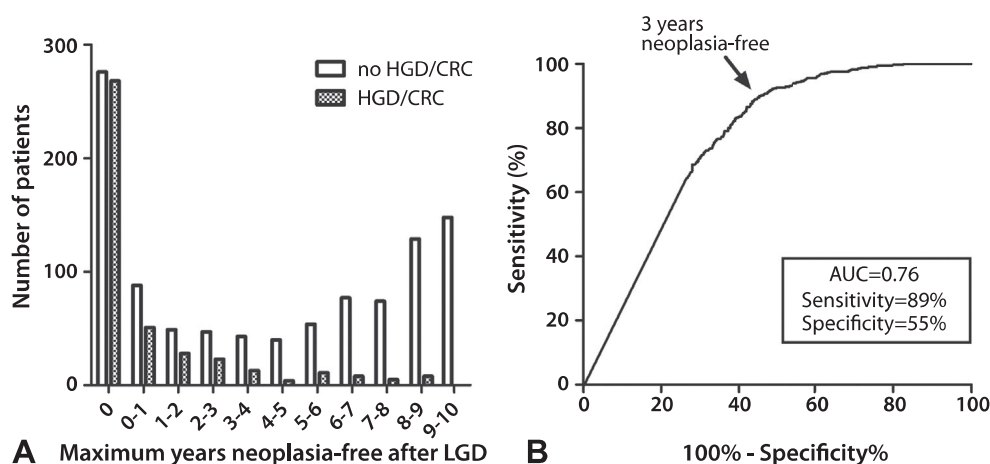 300
200
100
0
Number of patients
no HGD/CRC
HGD/CRC
0
0-1
1-2
2-3
3-4
4-5
5-6
6-7
7-8
8-9
9-10
A
Maximum years neoplasia-free after LGD
3 years
neoplasia-free
100
80
60
40
20
0
Sensitivity (%)
AUC=0.76
Sensitivity=89%
Specificity=55%
0
20
40
60
80
100
B
100% - Specificity%